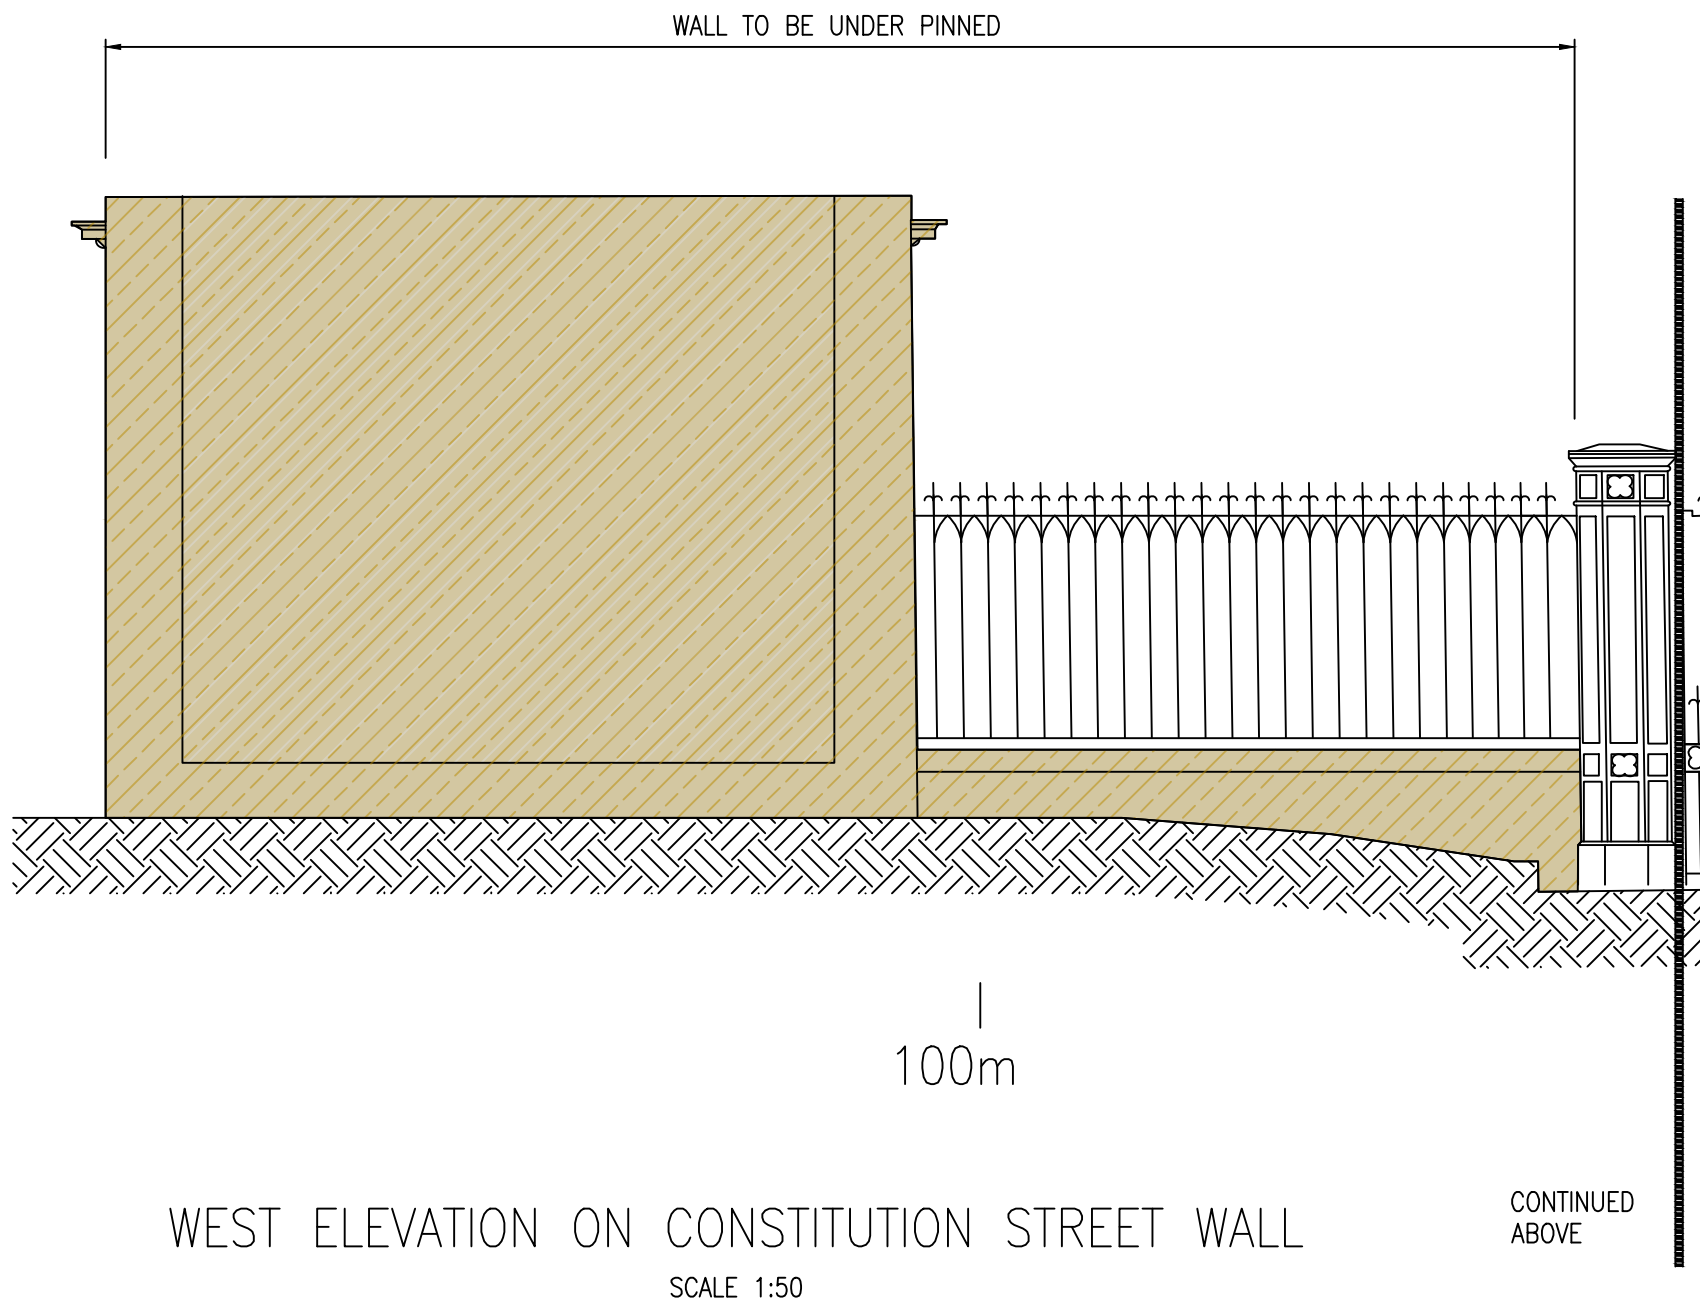 WALL TO BE UNDER PINNED
100m
WEST ELEVATION ON CONSTITUTION STREET WALL
SCALE 1:50
CONTINUED
ABOVE